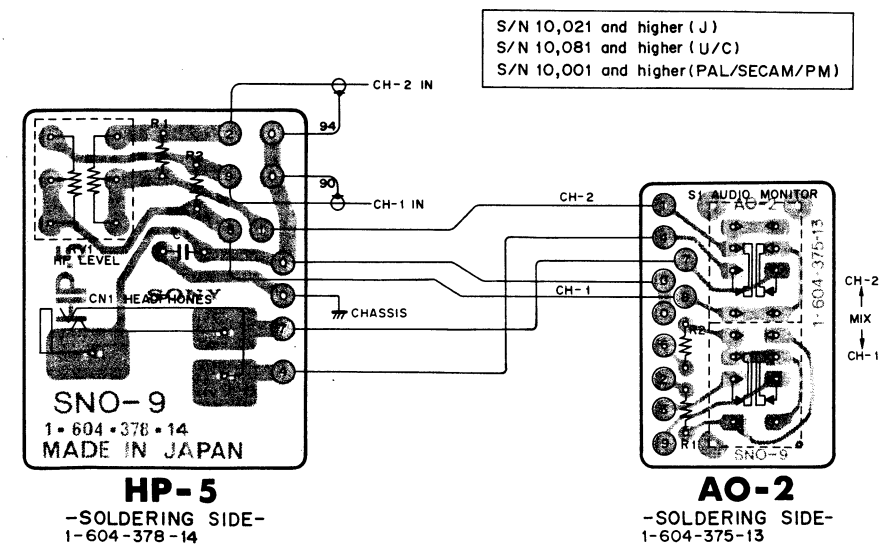 S/N 10,021 and higher (J)
S/N 10,081 and higher (U/C)
S/N 10,001 and higher (PAL/SECAM/PM)
CH-2 IN
94
R1
2
R2
90
CH-1 IN
CH-2
S1 AUDIO MONITOR
AO-2
1-604-375-13
HP LEVEL
HP-5
SONY
CN1 HEADPHONES
CH-1
CHASSIS
CH-2
MIX
CH-1
R2
R1
SNO-9
1-604-378-14
MADE IN JAPAN
SNO-9
HP-5
-SOLDERING SIDE-
1-604-378-14
AO-2
-SOLDERING SIDE-
1-604-375-13